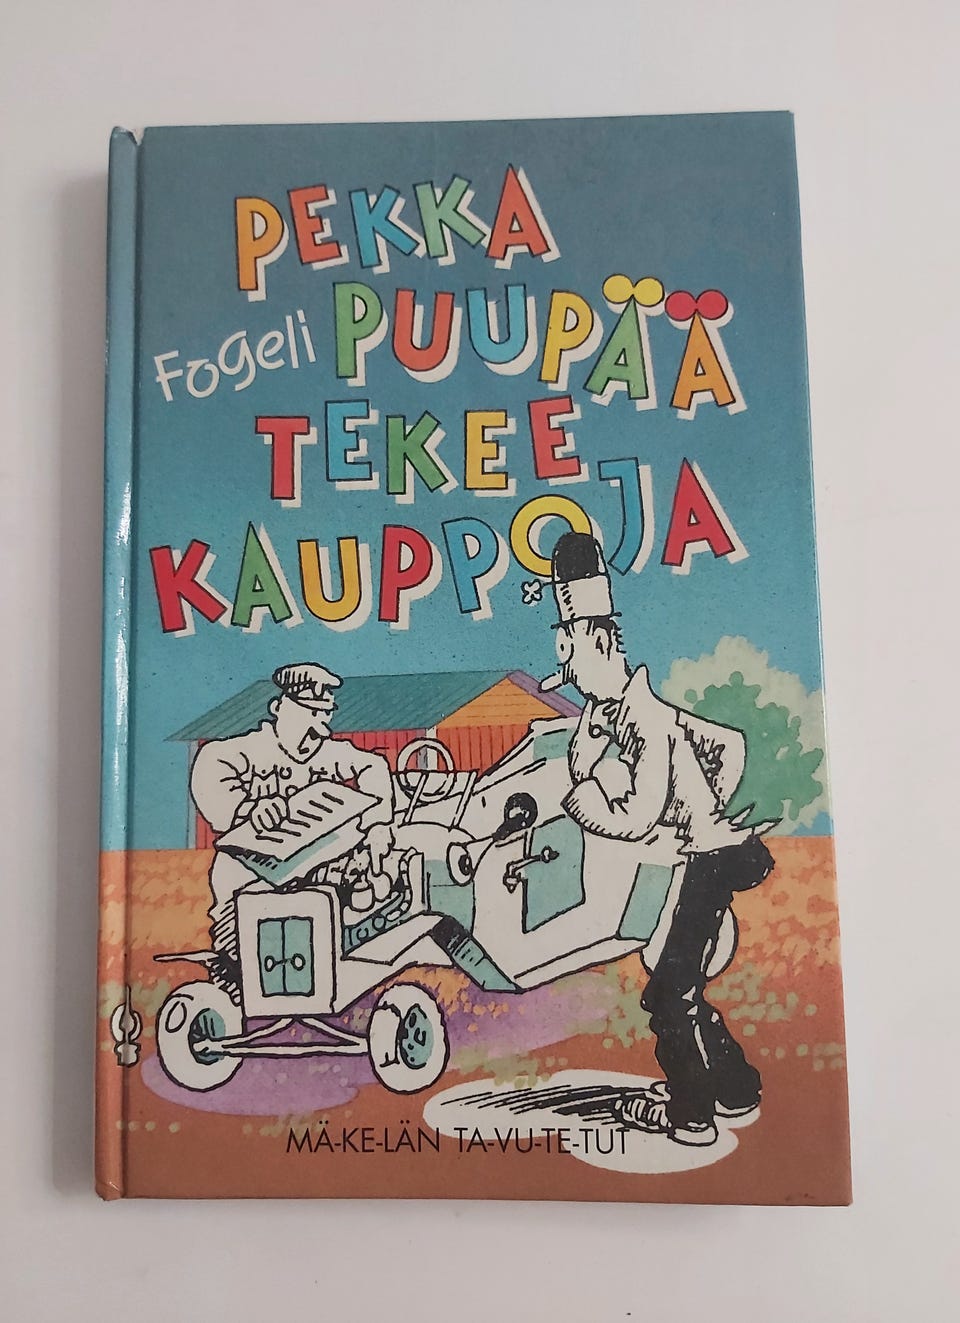 PEKKA
Fogeli PUUPÄÄ
TEKEE
KAUPPOJA
MÄ-KE-LÄN TA-VU-TE-TUT